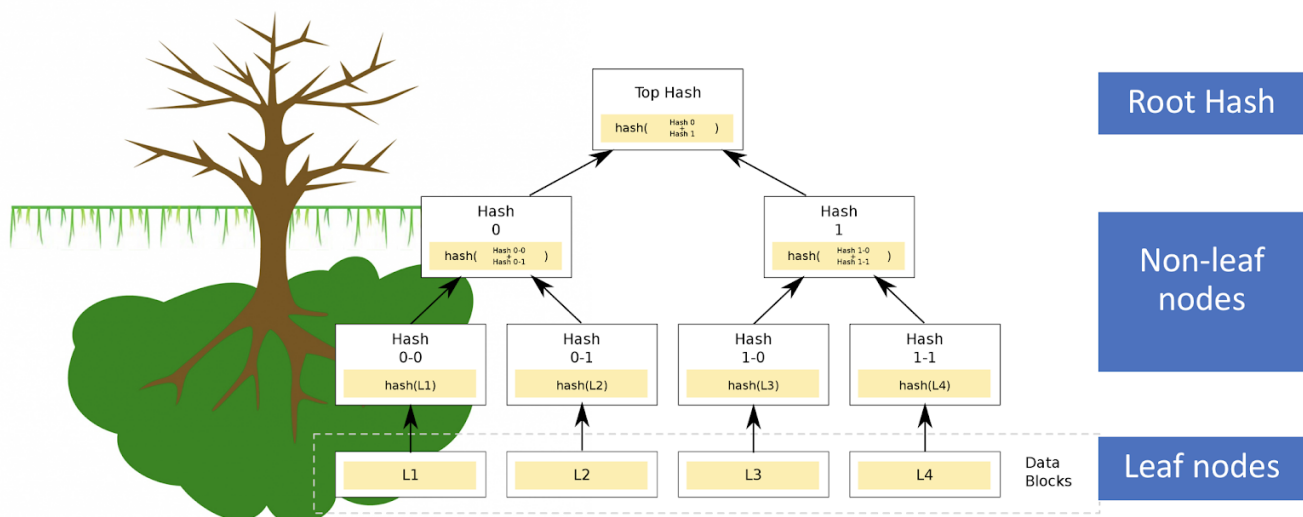 Top Hash
hash( Hash 0 + Hash 1 )
Root Hash
Hash
0
hash( Hash 0-0 + Hash 0-1 )
Hash
1
hash( Hash 1-0 + Hash 1-1 )
Non-leaf
nodes
Hash
0-0
hash(L1)
Hash
0-1
hash(L2)
Hash
1-0
hash(L3)
Hash
1-1
hash(L4)
L1
L2
L3
L4
Data
Blocks
Leaf nodes